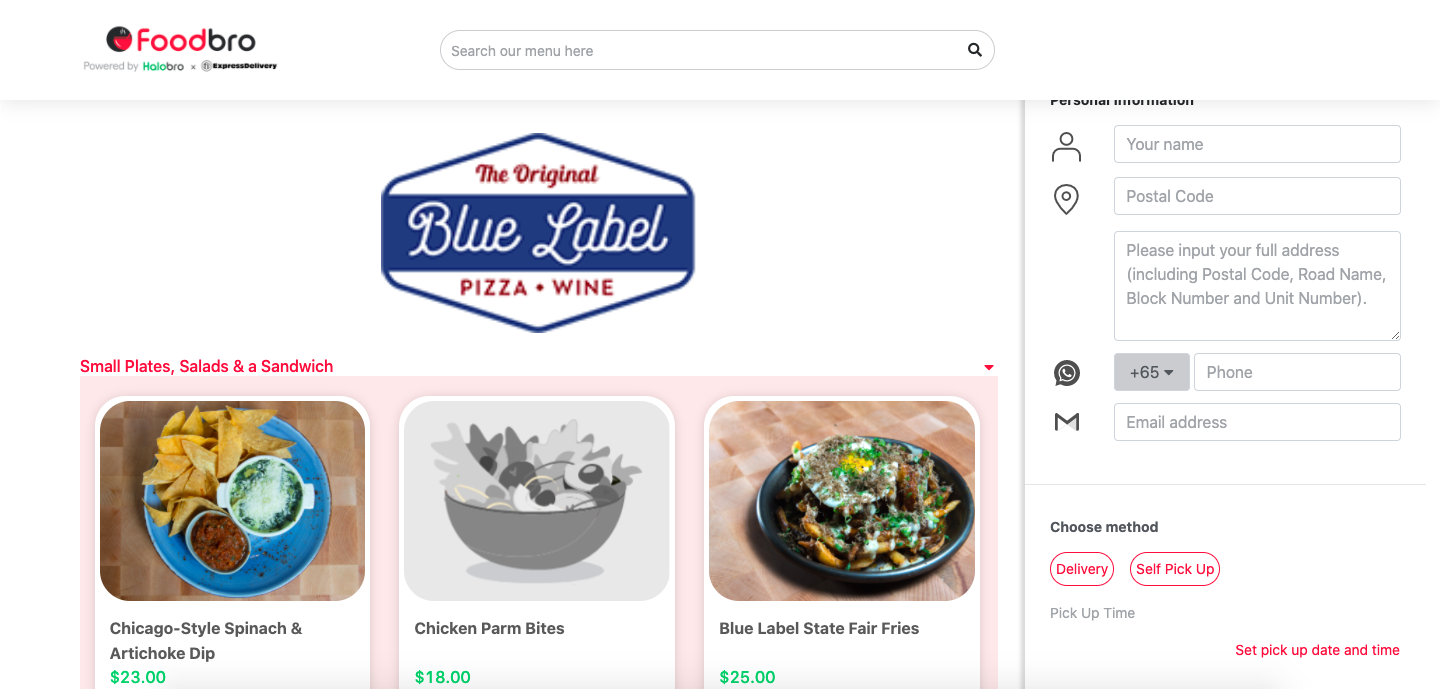 Foodbro
Powered by Halobro x ExpressDelivery
Search our menu here
The Original
Blue Label
PIZZA • WINE
Small Plates, Salads & a Sandwich
Chicago-Style Spinach &
Artichoke Dip
$23.00
Chicken Parm Bites
$18.00
Blue Label State Fair Fries
$25.00
Personal Information
Your name
Postal Code
Please input your full address
(including Postal Code, Road Name,
Block Number and Unit Number).
+65
Phone
Email address
Choose method
Delivery
Self Pick Up
Pick Up Time
Set pick up date and time